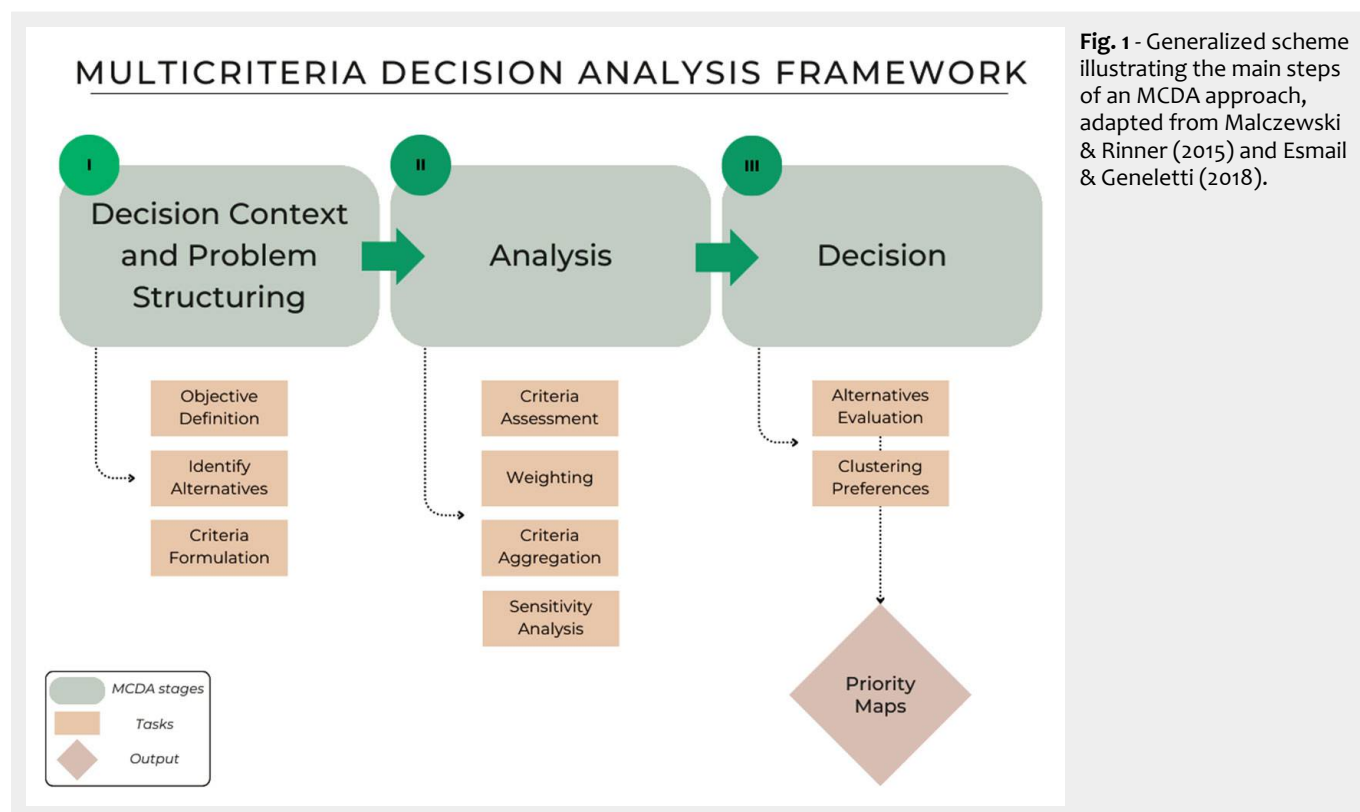 MULTICRITERIA DECISION ANALYSIS FRAMEWORK
I
Decision Context
and Problem
Structuring
II
Analysis
III
Decision
Objective
Definition
Identify
Alternatives
Criteria
Formulation
Criteria
Assessment
Weighting
Criteria
Aggregation
Sensitivity
Analysis
Alternatives
Evaluation
Clustering
Preferences
Priority
Maps
MCDA stages
Tasks
Output
Fig. 1 - Generalized scheme
illustrating the main steps
of an MCDA approach,
adapted from Malczewski
& Rinner (2015) and Esmail
& Geneletti (2018).